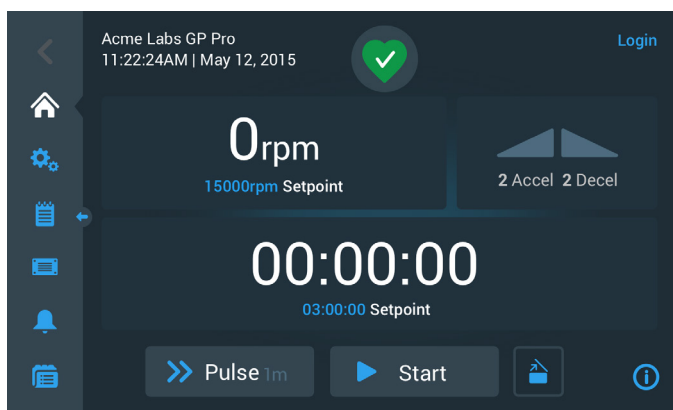 Acme Labs GP Pro
11:22:24AM | May 12, 2015
Login
0rpm
15000rpm Setpoint
2 Accel 2 Decel
00:00:00
03:00:00 Setpoint
Pulse 1m
Start